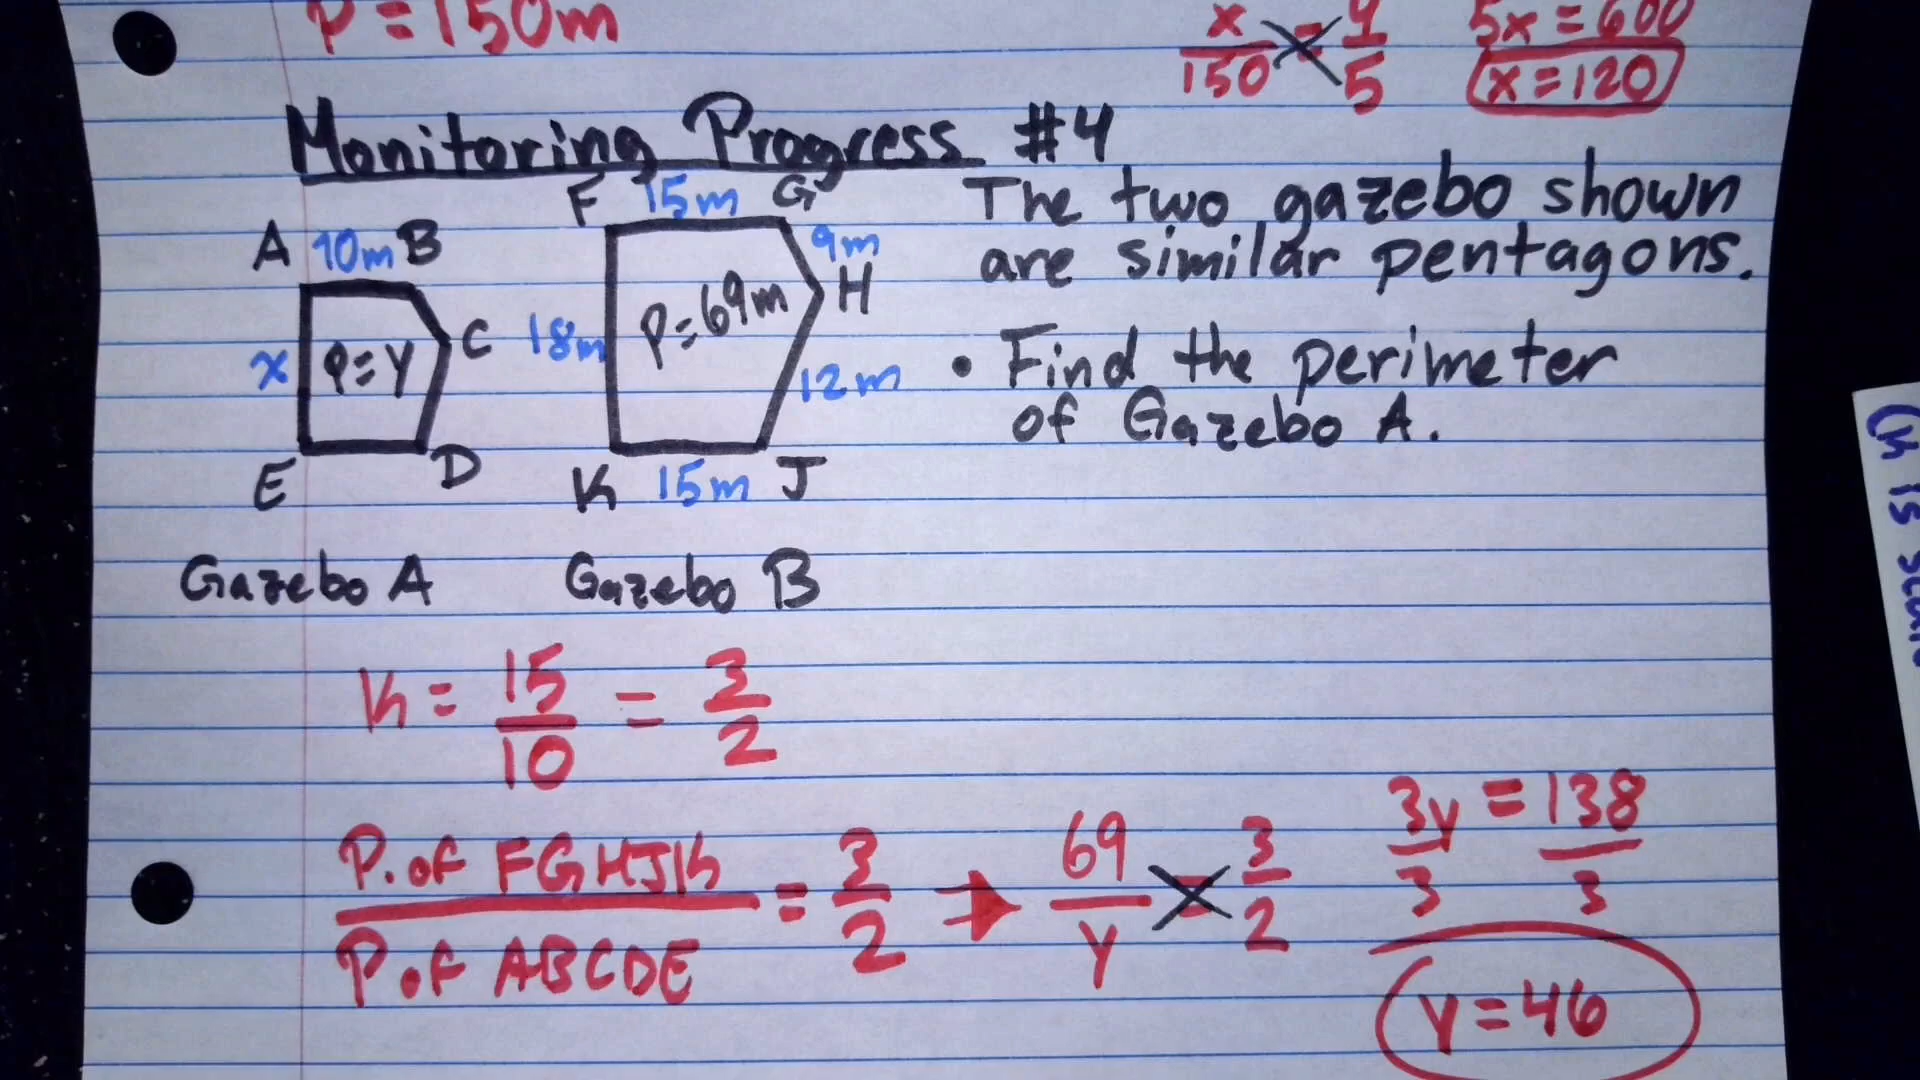 P = 150m
x/150 = 4/5
5x = 600
x = 120
Monitoring Progress #4
A 10m B
C
D
E
x
P = y
F 15m G
9m
H
12m
J
15m
K
18m
P = 69m
The two gazebo shown
are similar pentagons.
• Find the perimeter
of Gazebo A.
Gazebo A Gazebo B
K = 15/10 = 3/2
P. of FGHJK / P of ABCDE = 3/2 → 69/y = 3/2
3y/3 = 138/3
y = 46